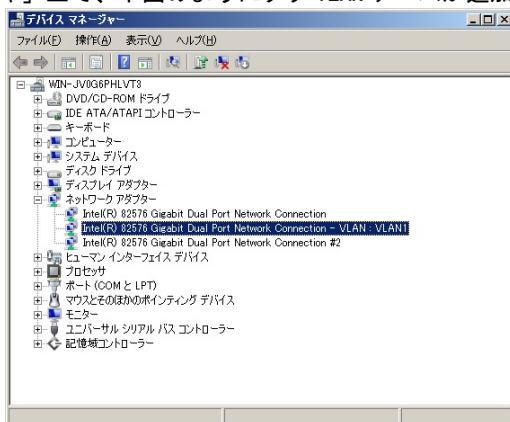 デバイス マネージャー
ファイル(F) 操作(A) 表示(V) ヘルプ(H)
WIN-JV0G6PHLVT8
DVD/CD-ROM ドライブ
IDE ATA/ATAPI コントローラー
キーボード
コンピューター
システム デバイス
ディスク ドライブ
ディスプレイ アダプター
ネットワーク アダプター
Intel(R) 82576 Gigabit Dual Port Network Connection
Intel(R) 82576 Gigabit Dual Port Network Connection - VLAN : VLAN1
Intel(R) 82576 Gigabit Dual Port Network Connection #2
ヒューマン インターフェイス デバイス
プロセッサ
ポート (COM と LPT)
マウスとそのほかのポインティング デバイス
モニター
ユニバーサル シリアル バス コントローラー
記憶域コントローラー